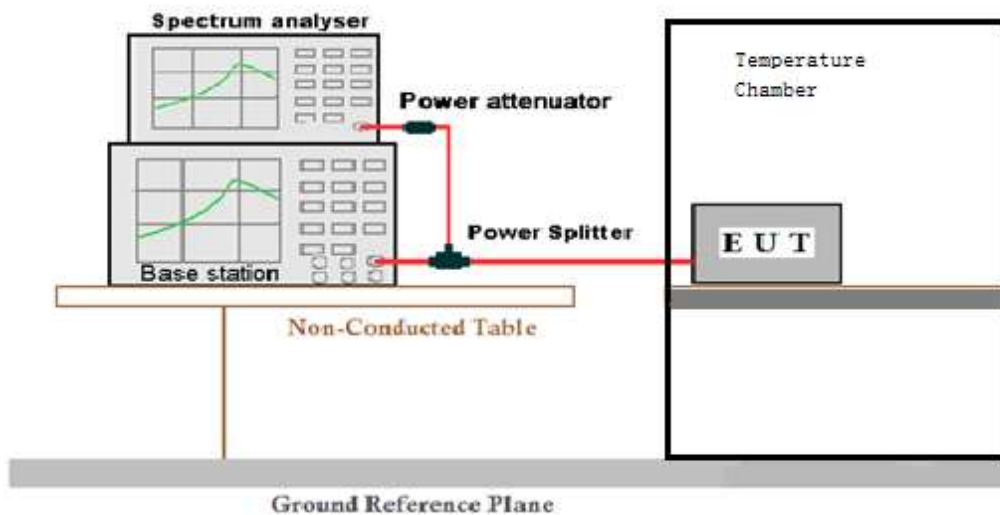 Spectrum analyser
Temperature
Chamber
Power attenuator
Power Splitter
E U T
Base station
Non-Conducted Table
Ground Reference Plane